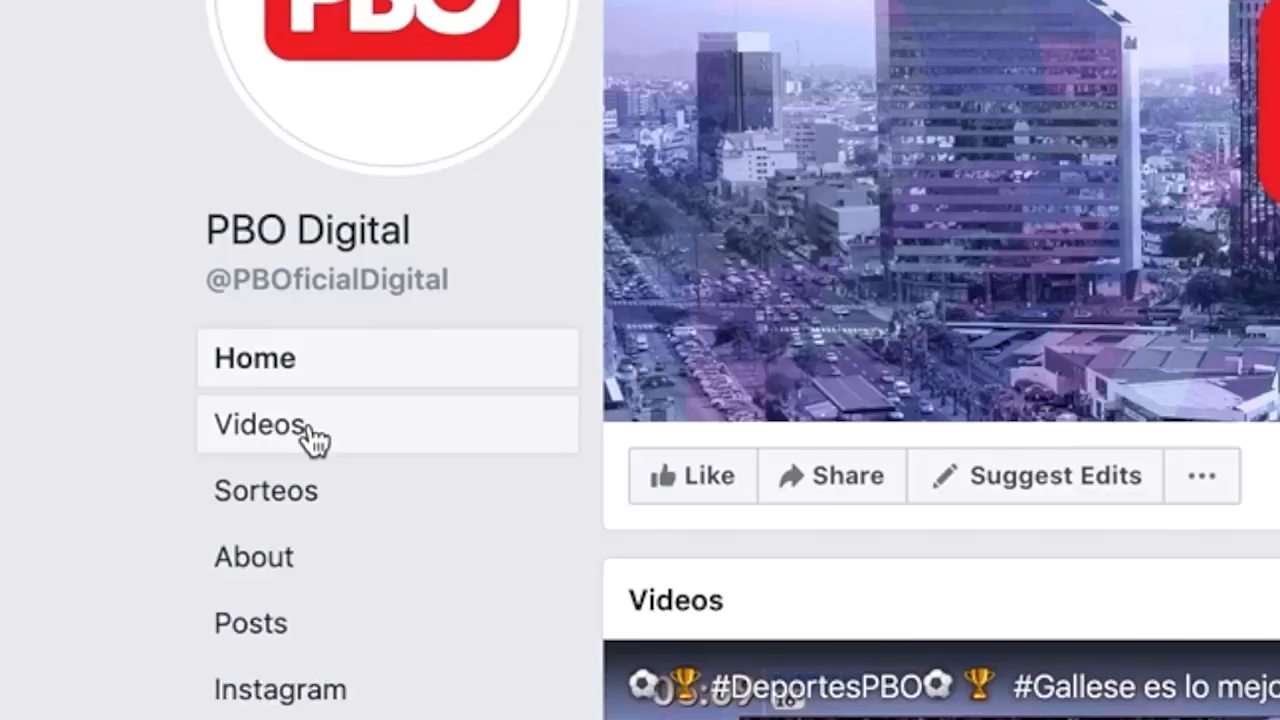 PBO
PBO Digital
@PBOficialDigital
Home
Videos
Sorteos
About
Posts
Instagram
Like
Share
Suggest Edits
Videos
⚽🏆 #DeportesPBO⚽ 🏆 #Gallese es lo mejo